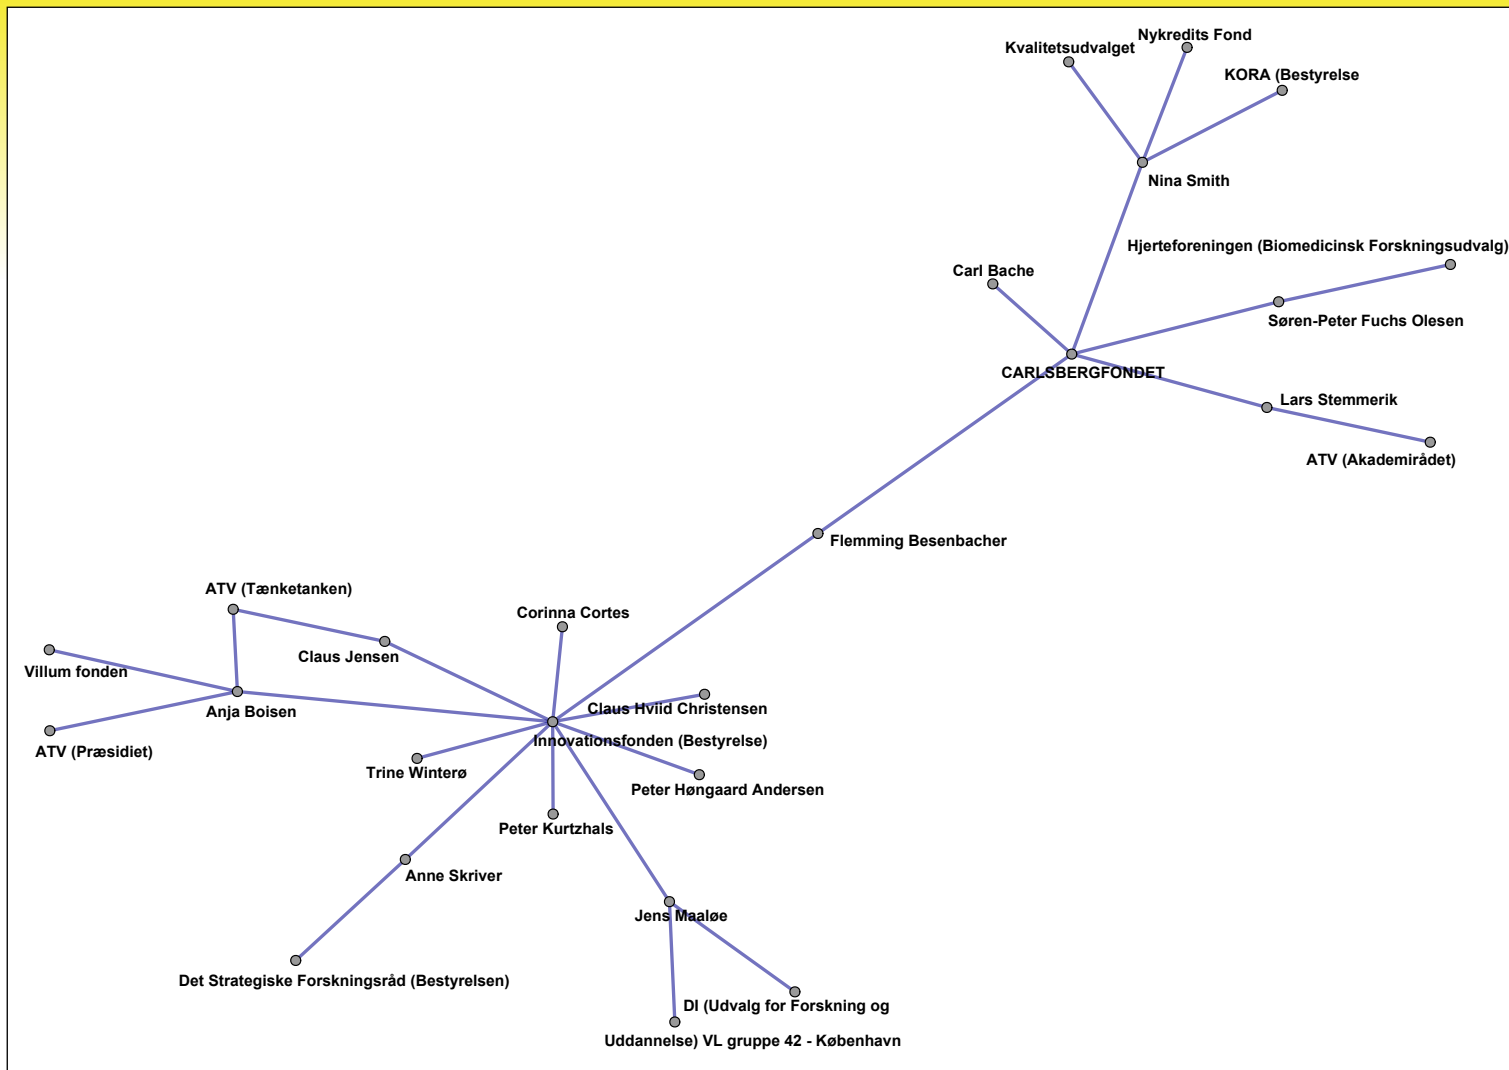 Nykredits Fond
Kvalitetsudvalget
KORA (Bestyrelse
Nina Smith
Hjerteforeningen (Biomedicinsk Forskningsudvalg)
Carl Bache
Søren-Peter Fuchs Olesen
CARLSBERGFONDET
Lars Stemmerik
ATV (Akademirådet)
Flemming Besenbacher
ATV (Tænketanken)
Corinna Cortes
Claus Jensen
Villum fonden
Anja Boisen
Claus Hviid Christensen
Innovationsfonden (Bestyrelse)
ATV (Præsidiet)
Trine Winterø
Peter Høngaard Andersen
Peter Kurtzhals
Anne Skriver
Jens Maaløe
Det Strategiske Forskningsråd (Bestyrelsen)
DI (Udvalg for Forskning og
Uddannelse) VL gruppe 42 - København